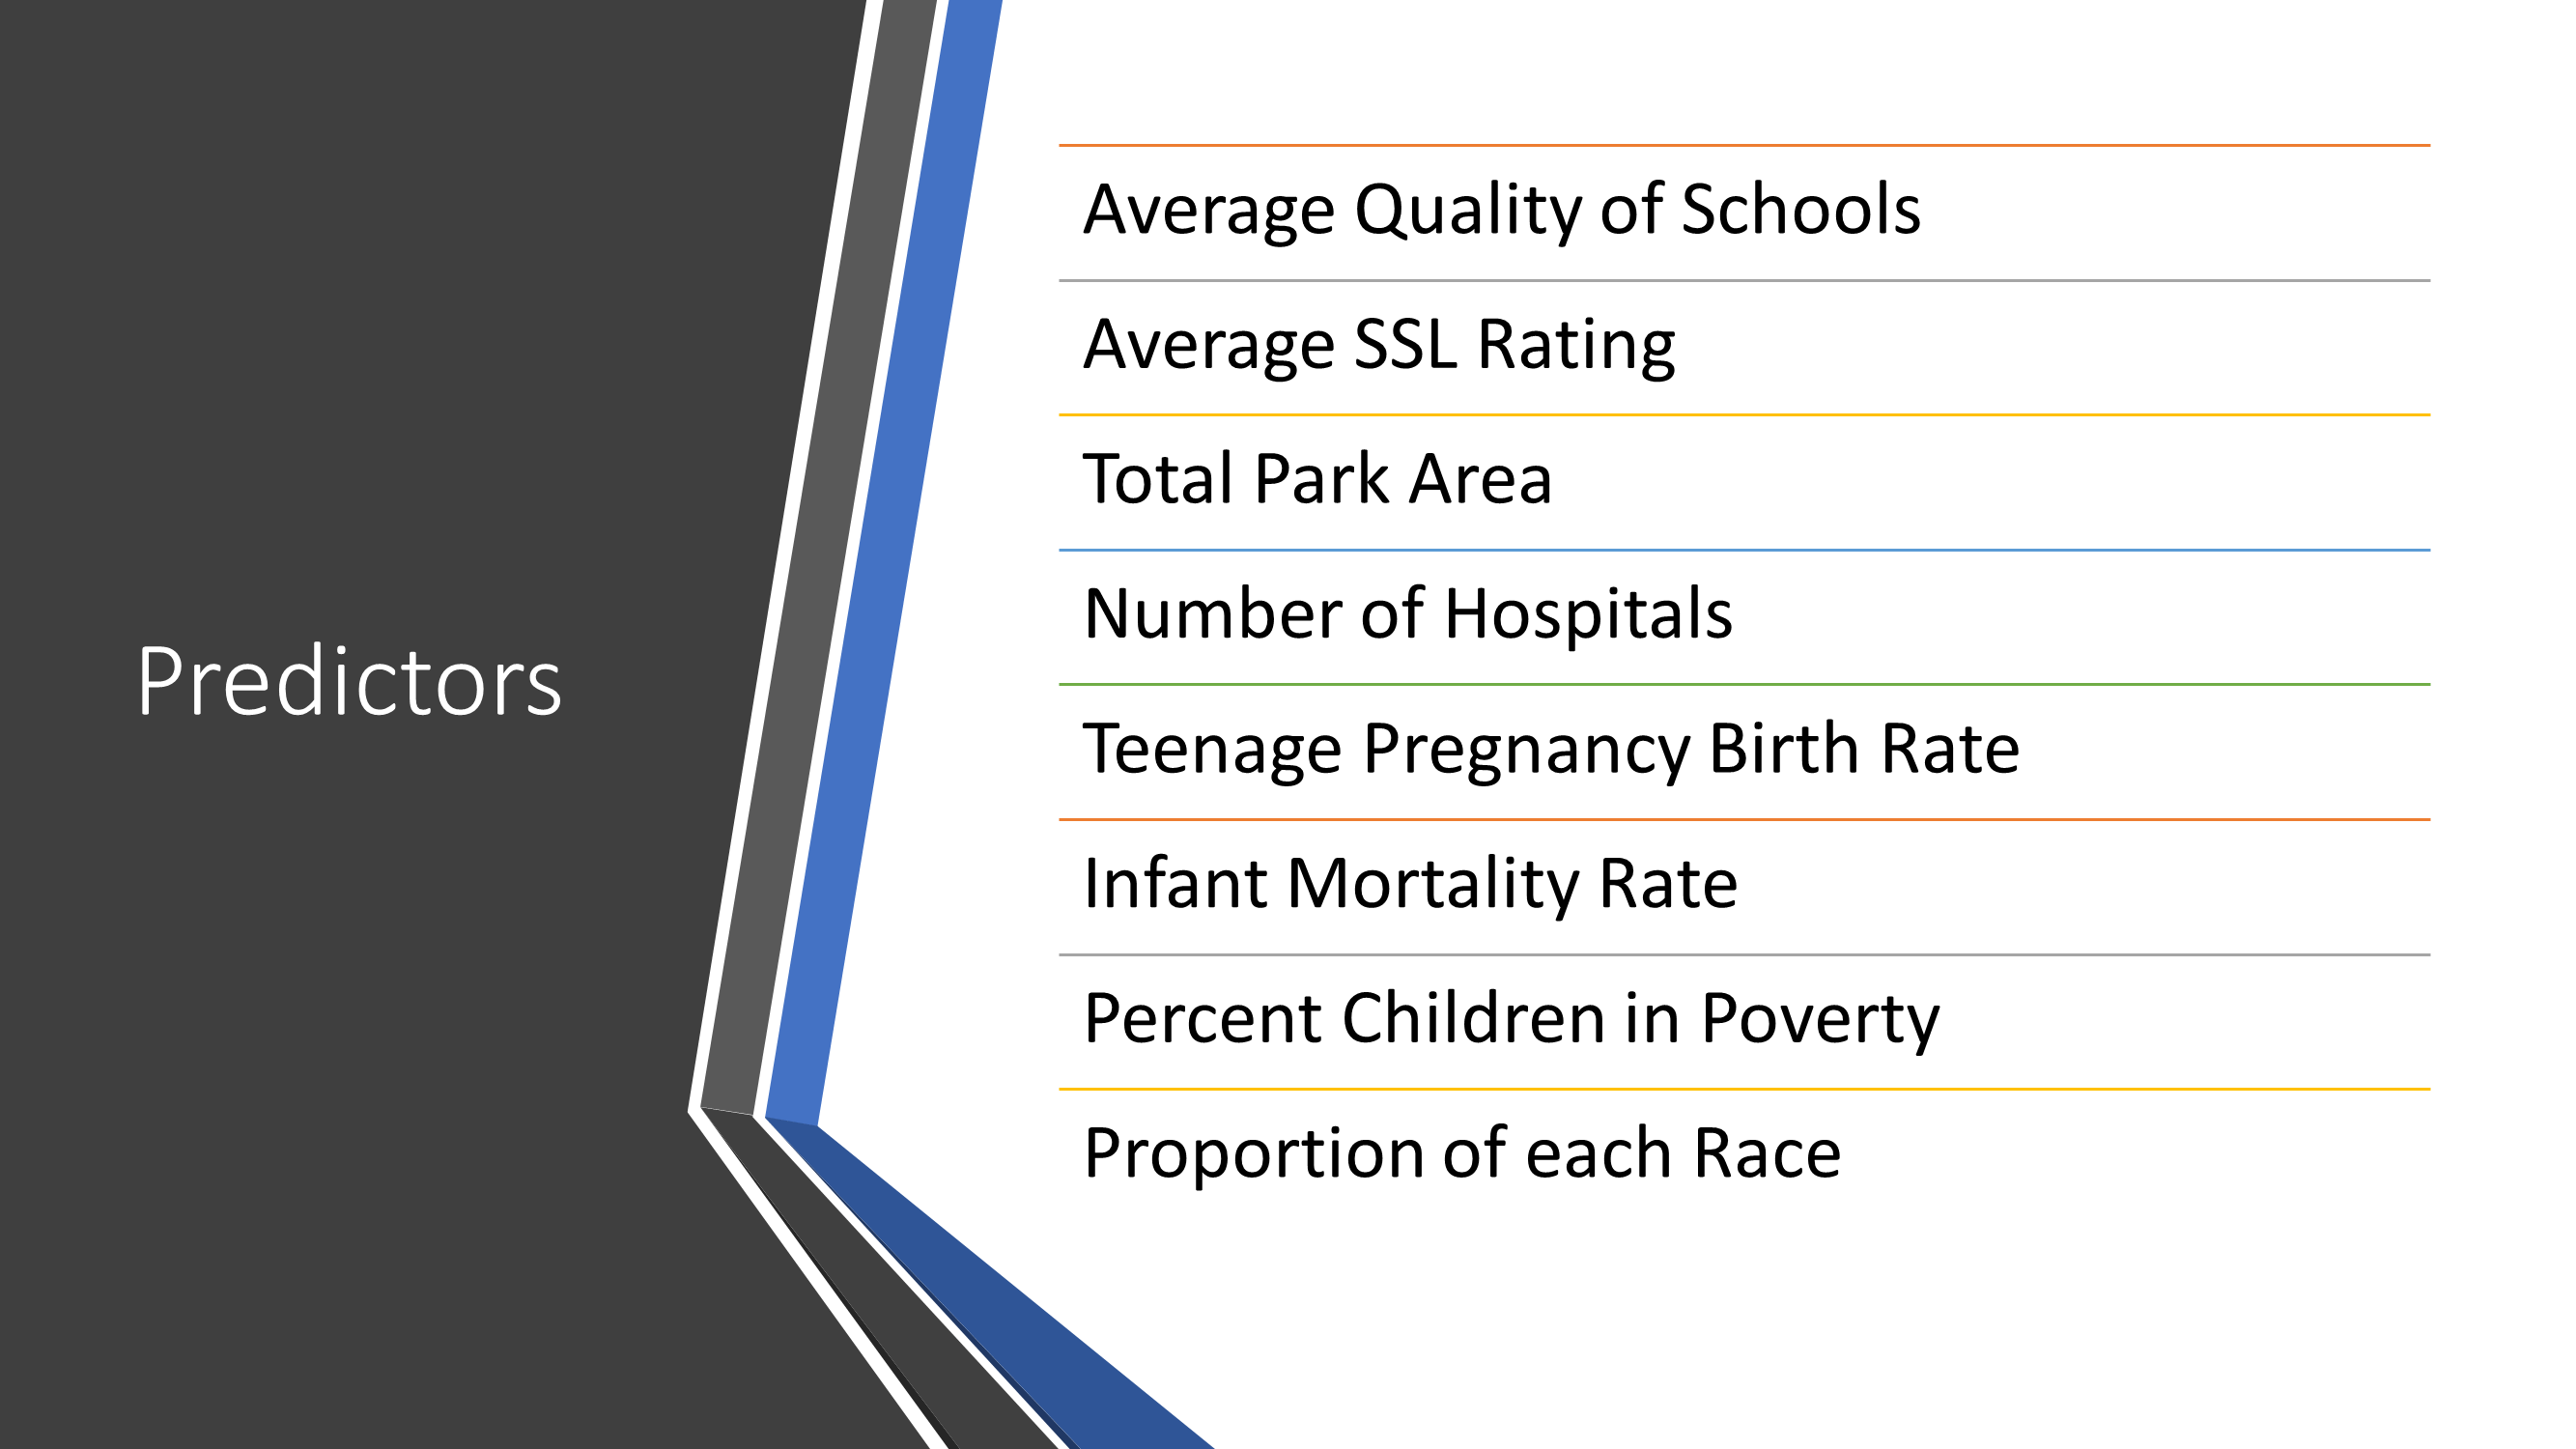 Predictors
Average Quality of Schools
Average SSL Rating
Total Park Area
Number of Hospitals
Teenage Pregnancy Birth Rate
Infant Mortality Rate
Percent Children in Poverty
Proportion of each Race